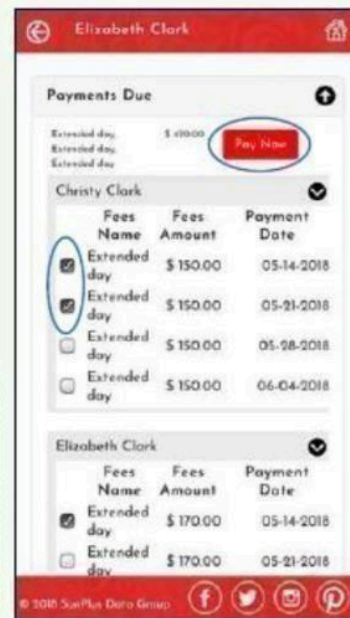 Elizabeth Clark
Payments Due
Extended day,
Extended day,
Extended day
Pay Now
Christy Clark
Fees Name Fees Amount Payment Date
Extended day $ 150.00 05-14-2018
Extended day $ 150.00 05-21-2018
Extended day $ 150.00 05-28-2018
Extended day $ 150.00 06-04-2018
Elizabeth Clark
Fees Name Fees Amount Payment Date
Extended day $ 170.00 05-14-2018
Extended day $ 170.00 05-21-2018
© 2018 SunPlus Data Group